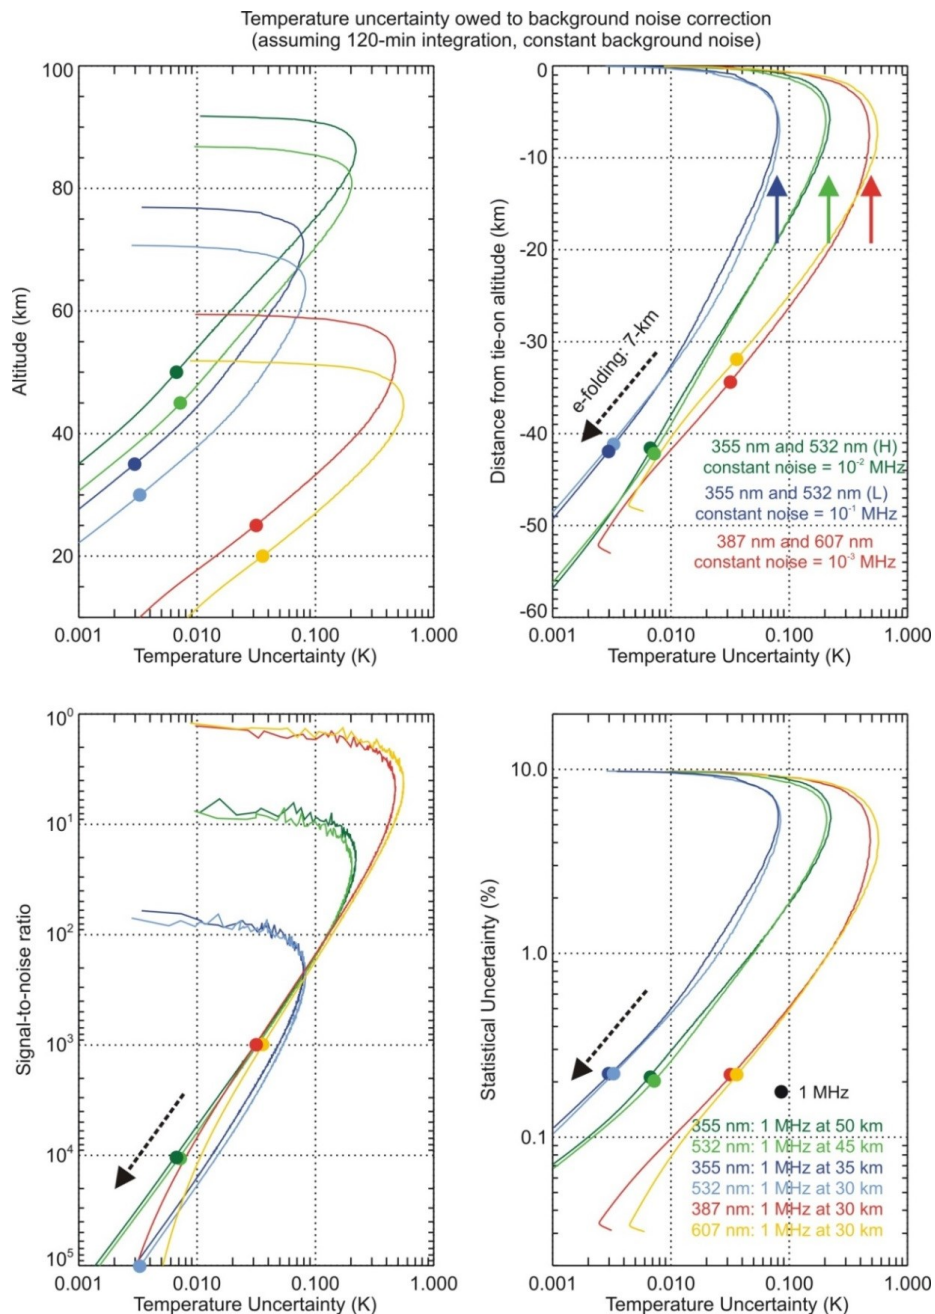 Temperature uncertainty owed to background noise correction
(assuming 120-min integration, constant background noise)
100
80
60
40
20
Altitude (km)
0.001 0.010 0.100 1.000
Temperature Uncertainty (K)
0
-10
-20
-30
-40
-50
-60
Distance from tie-on altitude (km)
e-folding: 7-km
355 nm and 532 nm (H)
constant noise = 10⁻² MHz
355 nm and 532 nm (L)
constant noise = 10⁻¹ MHz
387 nm and 607 nm
constant noise = 10⁻³ MHz
0.001 0.010 0.100 1.000
Temperature Uncertainty (K)
10⁰
10¹
10²
10³
10⁴
10⁵
Signal-to-noise ratio
0.001 0.010 0.100 1.000
Temperature Uncertainty (K)
10.0
1.0
0.1
Statistical Uncertainty (%)
1 MHz
355 nm: 1 MHz at 50 km
532 nm: 1 MHz at 45 km
355 nm: 1 MHz at 35 km
532 nm: 1 MHz at 30 km
387 nm: 1 MHz at 30 km
607 nm: 1 MHz at 30 km
0.001 0.010 0.100 1.000
Temperature Uncertainty (K)